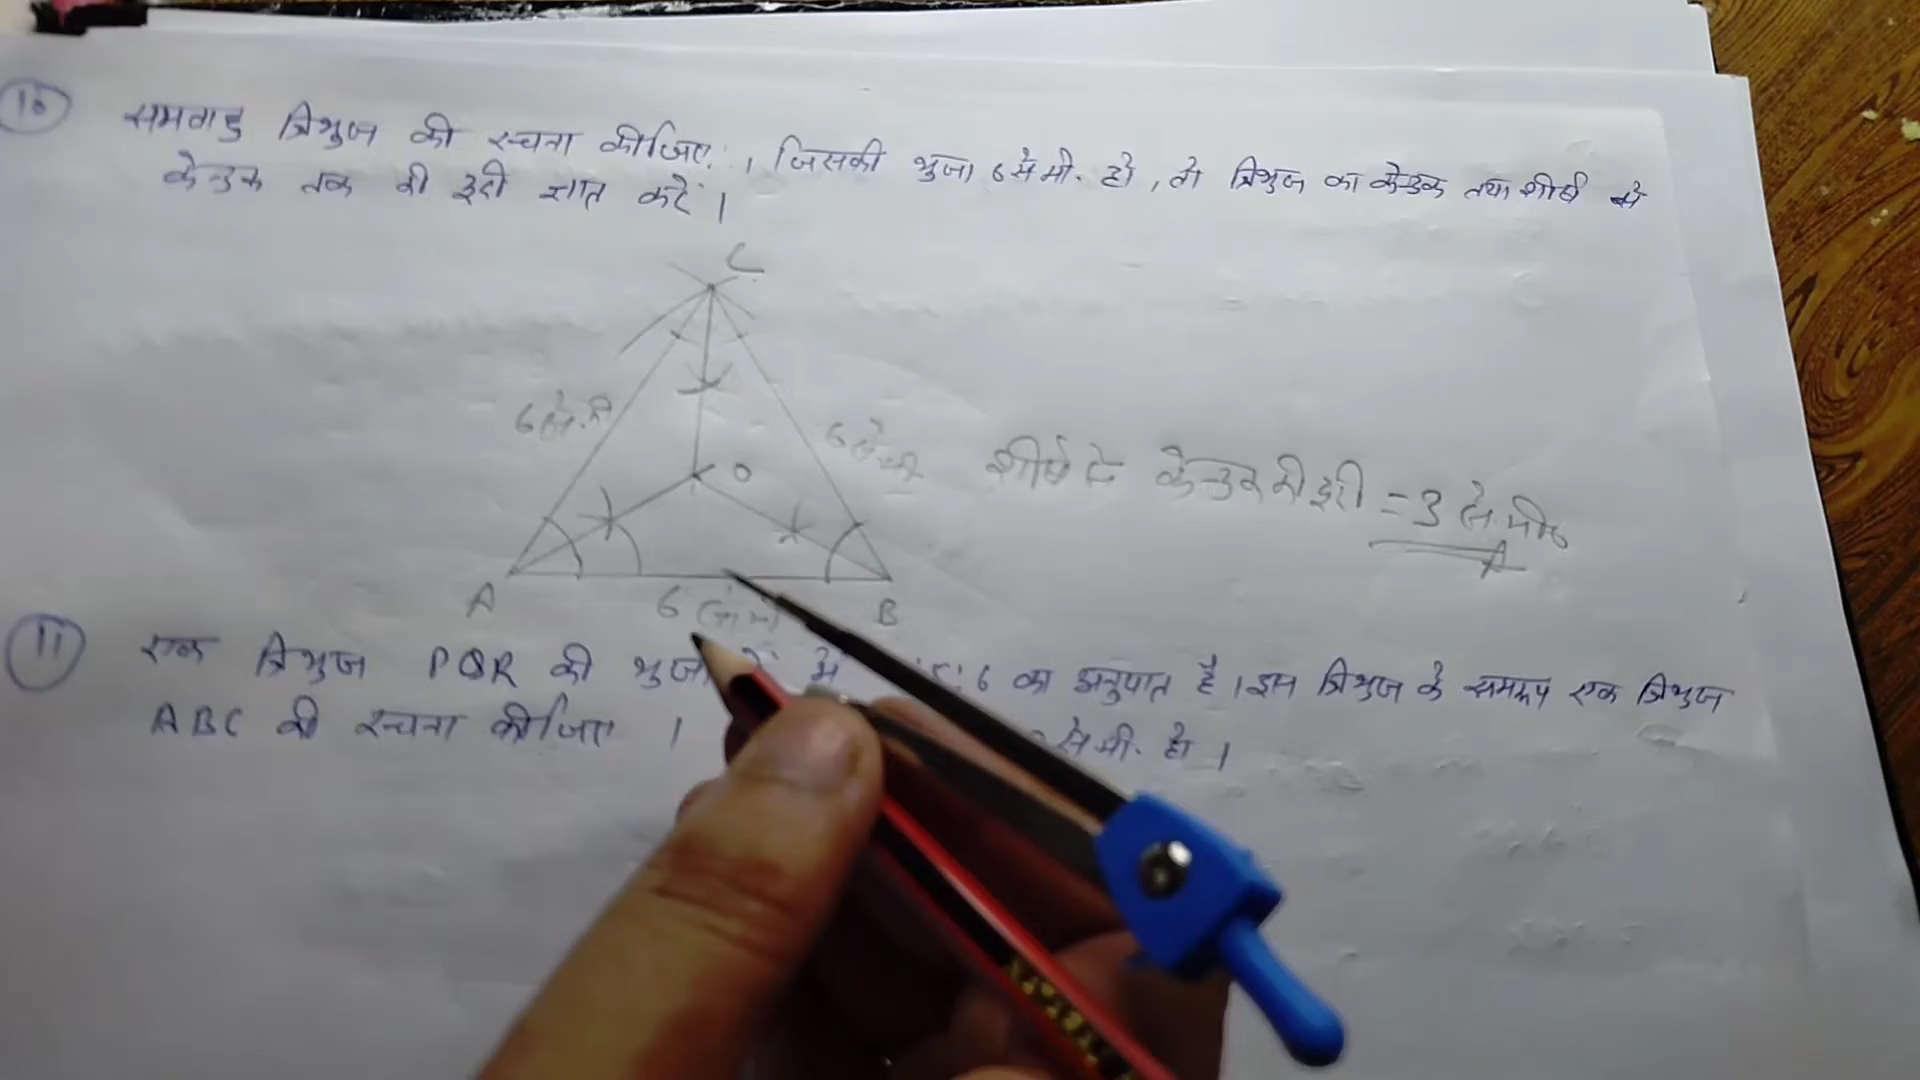 10 समबाहु त्रिभुज की रचना कीजिए । जिसकी भुजा 6 से.मी. हो, तो त्रिभुज का केन्द्रक तथा शीर्ष से
केन्द्रक तक की दूरी ज्ञात करें ।
C
6 से.मी
6 से.मी
O
शीर्ष से केन्द्रक की दूरी = 3 से.मी०
A
6 से.मी
B
11 एक त्रिभुज PQR की में 6 का अनुपात है । इस त्रिभुज के समरूप एक त्रिभुज
ABC की रचना कीजिए । से.मी. हो ।